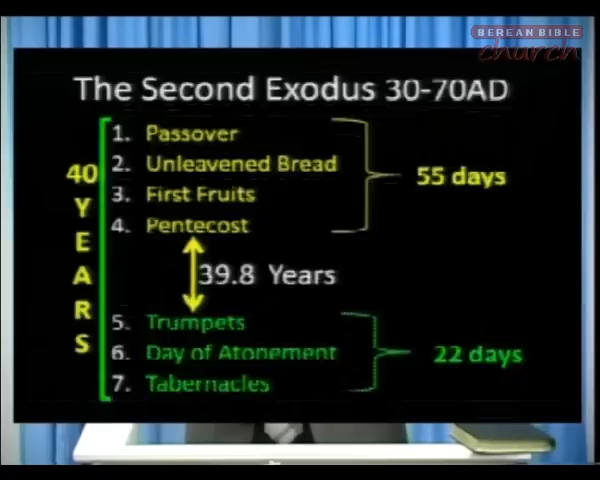 BEREAN BIBLE
church
The Second Exodus 30-70AD
1. Passover
2. Unleavened Bread
3. First Fruits
4. Pentecost
55 days
40
Y
E
A
R
S
39.8 Years
5. Trumpets
6. Day of Atonement
7. Tabernacles
22 days